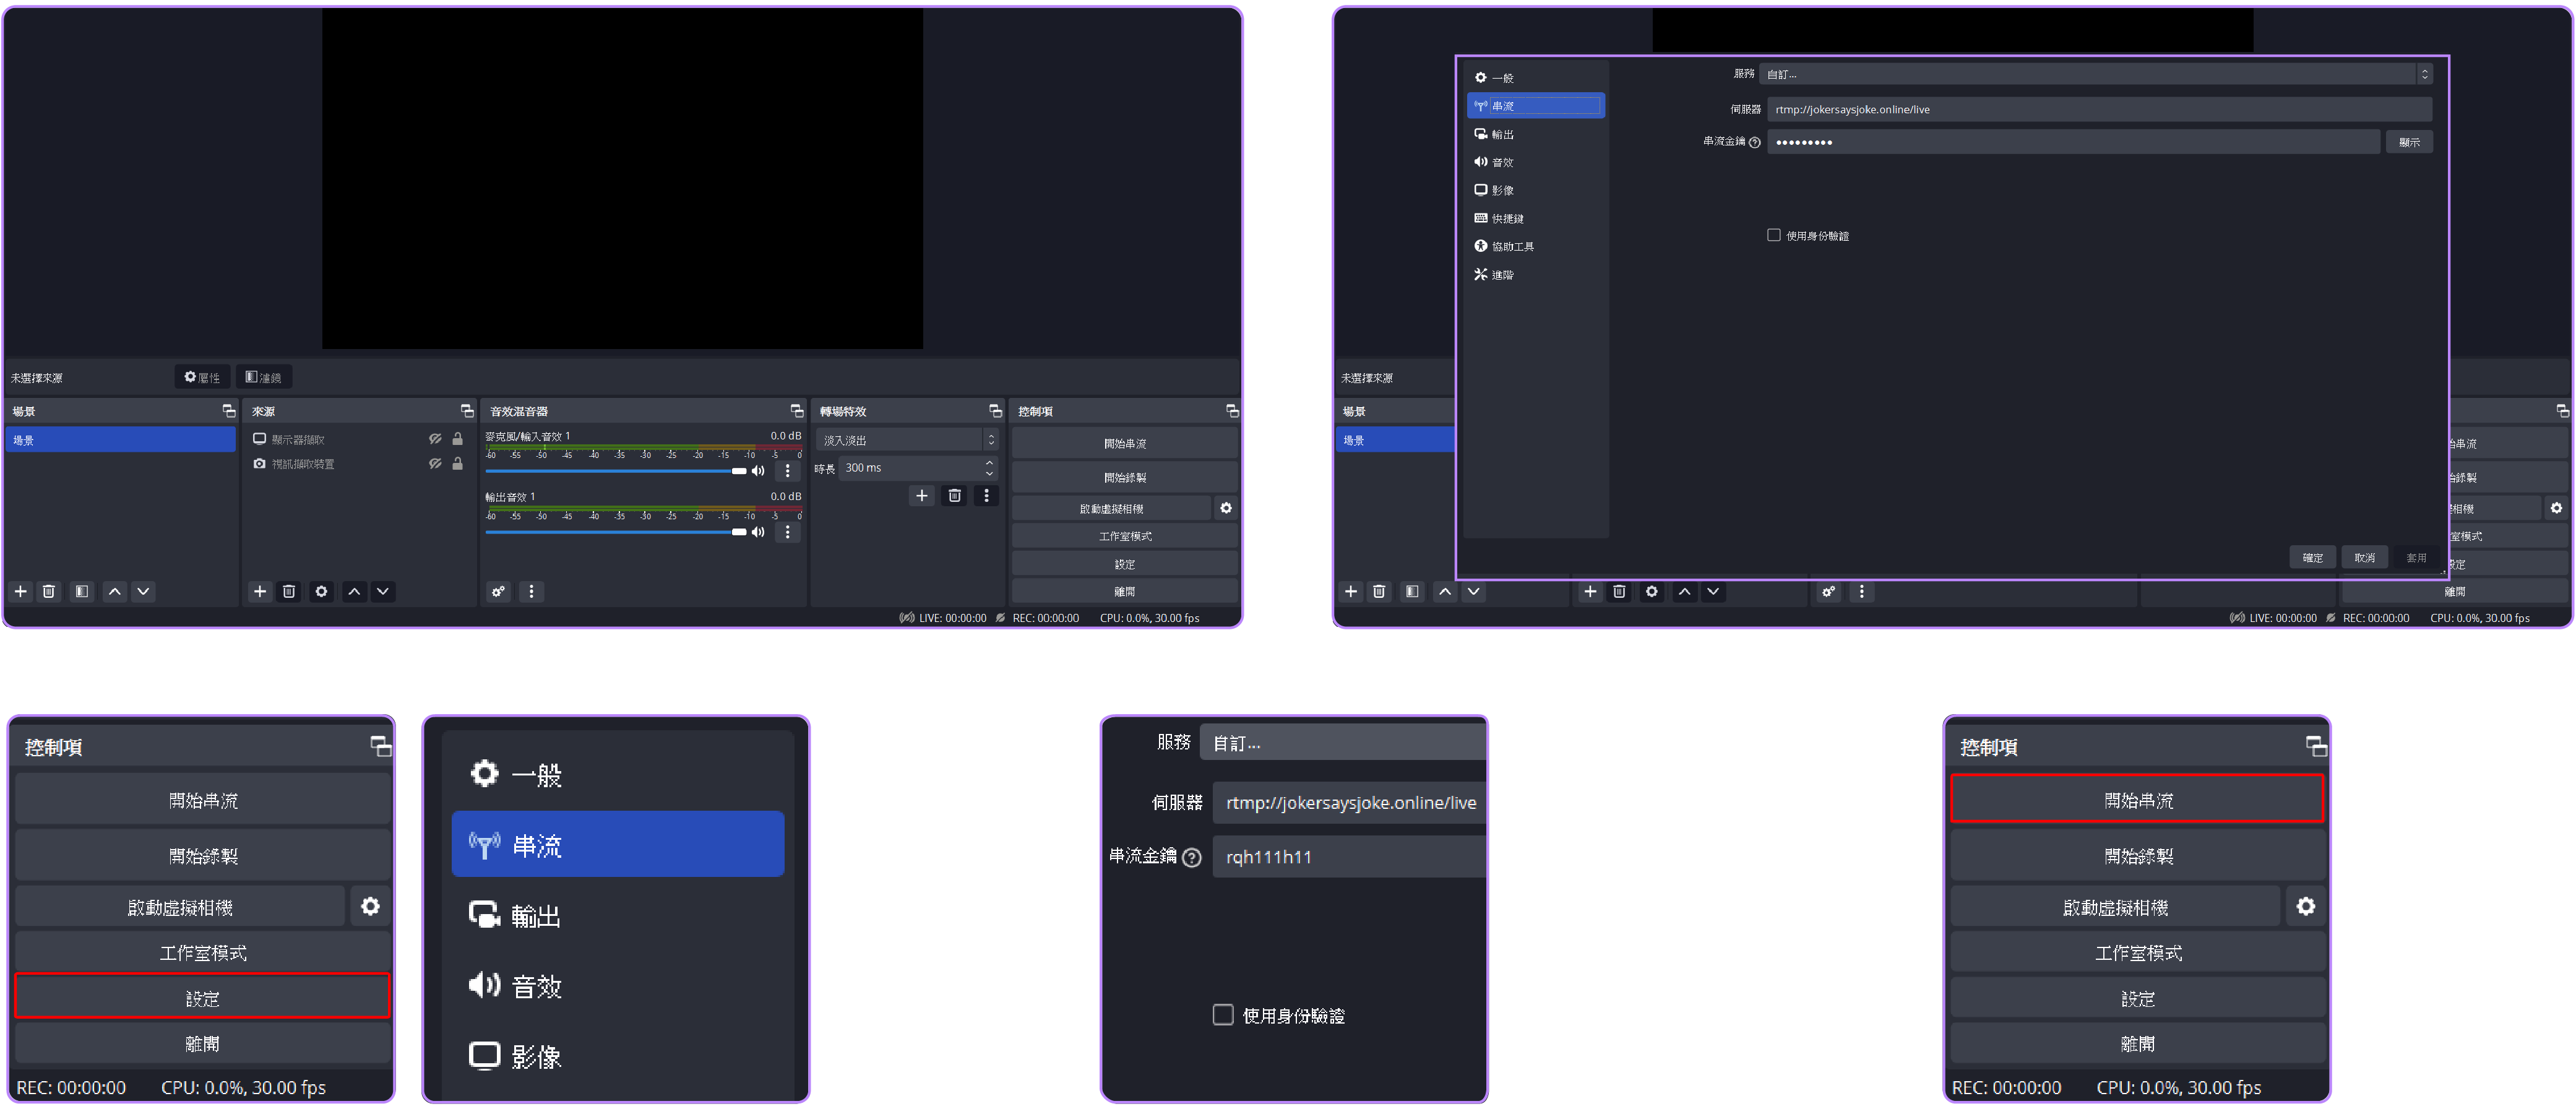 未選擇來源
屬性
濾鏡
場景
場景
來源
顯示器擷取
視訊擷取裝置
音效混音器
麥克風/輸入音效 1
0.0 dB
-60 -55 -50 -45 -40 -35 -30 -25 -20 -15 -10 -5 0
輸出音效 1
0.0 dB
-60 -55 -50 -45 -40 -35 -30 -25 -20 -15 -10 -5 0
轉場特效
淡入淡出
時長 300 ms
控制項
開始串流
開始錄製
啟動虛擬相機
工作室模式
設定
離開
LIVE: 00:00:00 REC: 00:00:00 CPU: 0.0%, 30.00 fps
一般
串流
輸出
音效
影像
快捷鍵
協助工具
進階
服務 自訂...
伺服器 rtmp://jokersaysjoke.online/live
串流金鑰 ●●●●●●●●● 顯示
使用身份驗證
確定 取消 套用
未選擇來源
場景
場景
始串流
始錄製
相機
室模式
設定
離開
LIVE: 00:00:00 REC: 00:00:00 CPU: 0.0%, 30.00 fps
控制項
開始串流
開始錄製
啟動虛擬相機
工作室模式
設定
離開
REC: 00:00:00 CPU: 0.0%, 30.00 fps
一般
串流
輸出
音效
影像
服務 自訂...
伺服器 rtmp://jokersaysjoke.online/live
串流金鑰 rqh111h11
使用身份驗證
控制項
開始串流
開始錄製
啟動虛擬相機
工作室模式
設定
離開
REC: 00:00:00 CPU: 0.0%, 30.00 fps